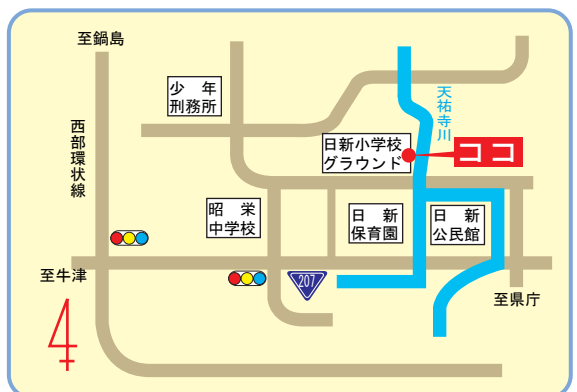 至鍋島
少年
刑務所
天祐寺川
西部環状線
日新小学校
グラウンド
ココ
昭栄
中学校
日新
保育園
日新
公民館
至牛津
207
至県庁